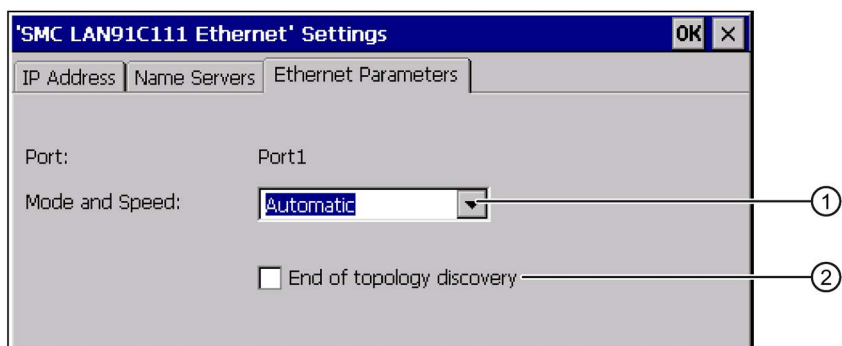 'SMC LAN91C111 Ethernet' Settings OK ×
IP Address Name Servers Ethernet Parameters
Port: Port1
Mode and Speed: Automatic 1
End of topology discovery 2